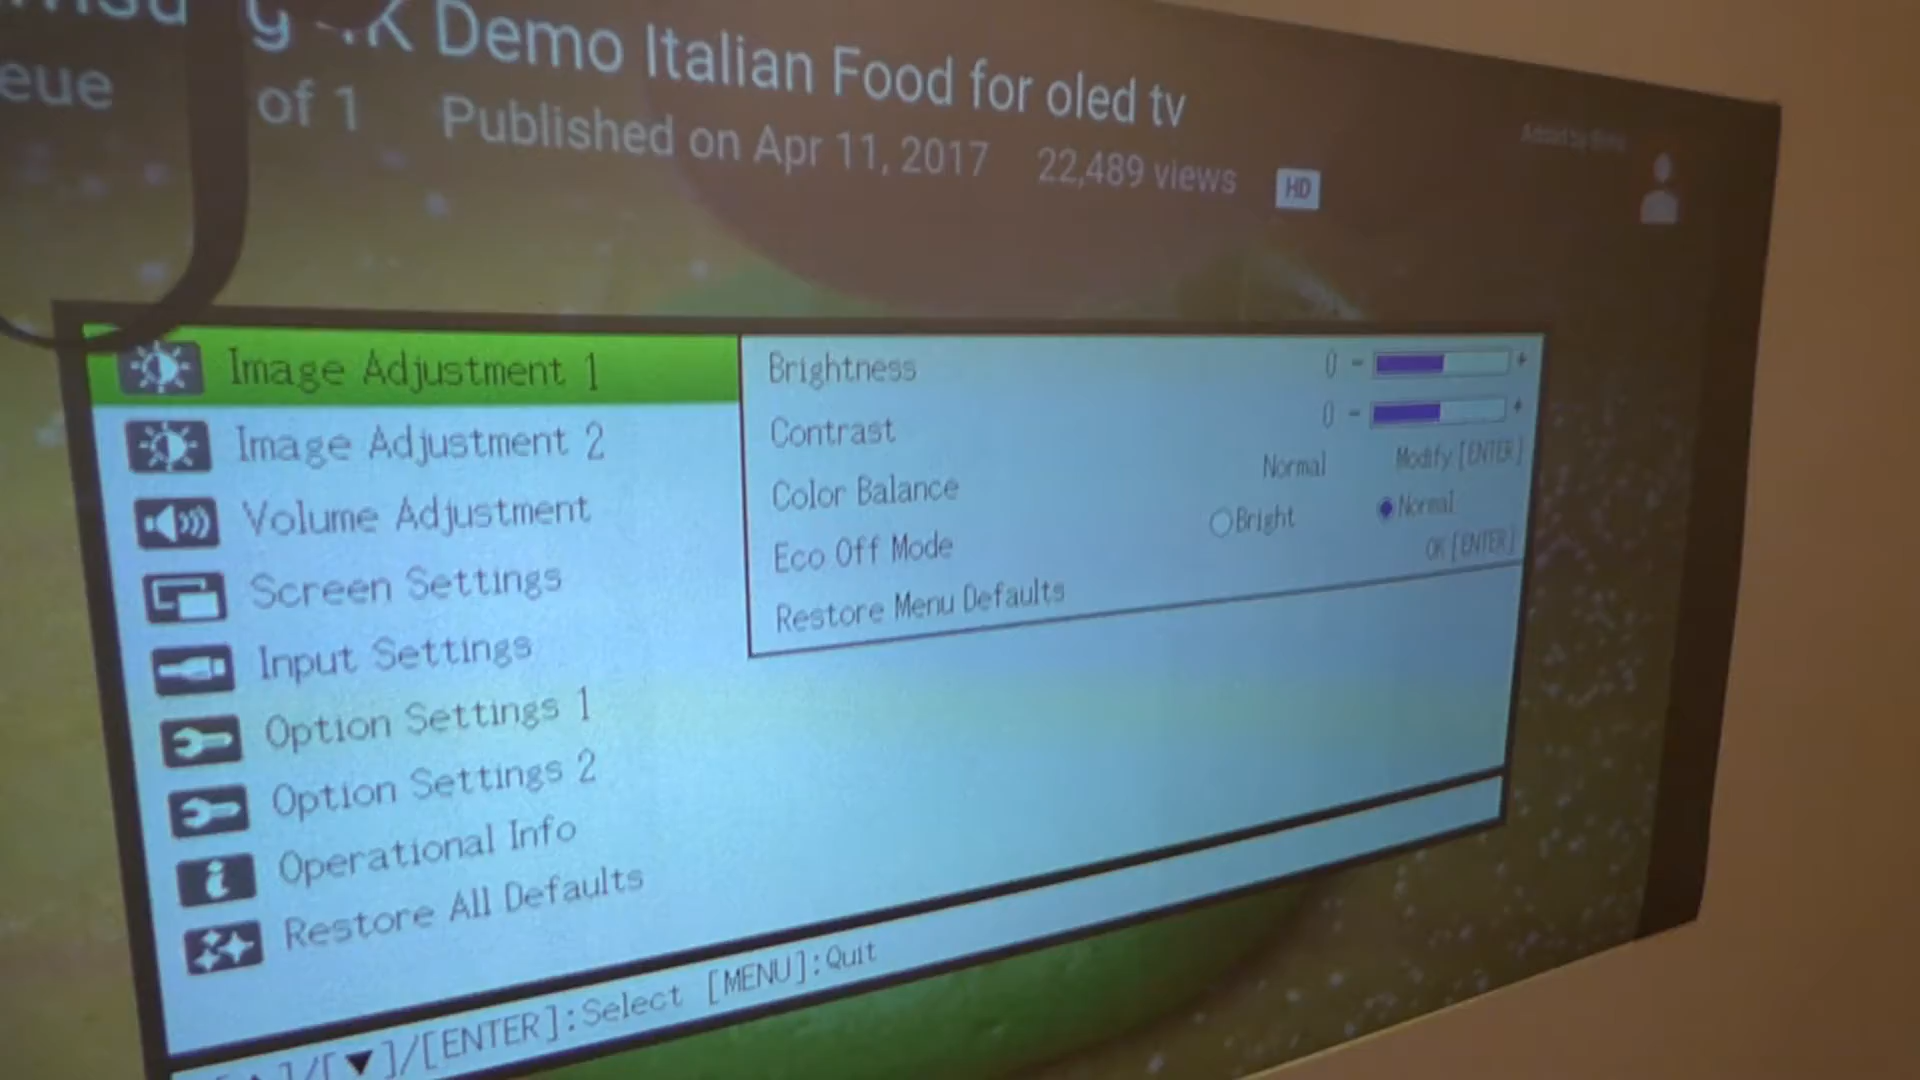 Demo Italian Food for oled tv
eue of 1 Published on Apr 11, 2017 22,489 views HD
Image Adjustment 1
Image Adjustment 2
Volume Adjustment
Screen Settings
Input Settings
Option Settings 1
Option Settings 2
Operational Info
Restore All Defaults
Brightness 0 - +
Contrast 0 - +
Color Balance Normal Modify [ENTER]
Eco Off Mode Bright Normal
Restore Menu Defaults OK [ENTER]
[▲]/[▼]/[ENTER]:Select [MENU]:Quit